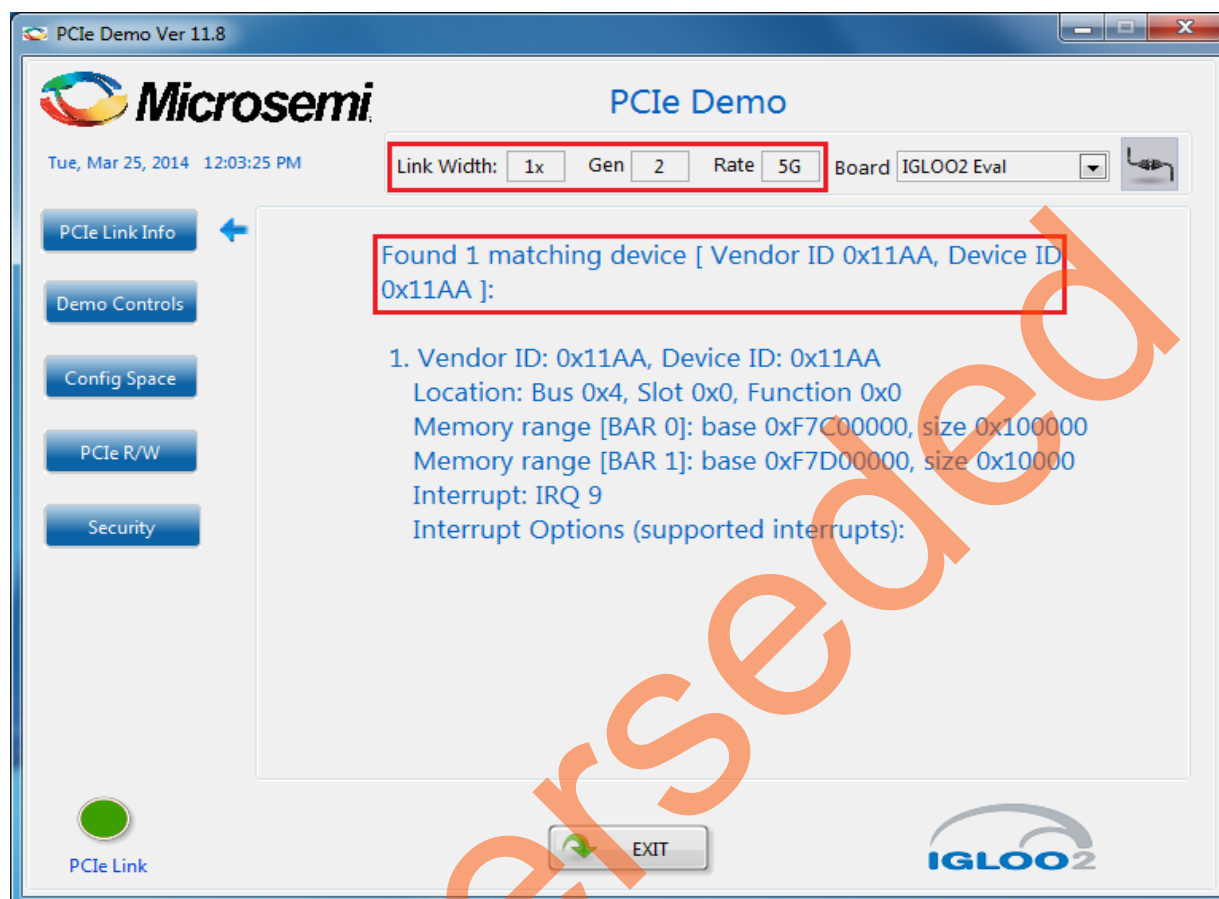 PCIe Demo Ver 11.8
Microsemi
PCIe Demo
Tue, Mar 25, 2014 12:03:25 PM
Link Width: 1x Gen 2 Rate 5G Board IGLOO2 Eval
PCIe Link Info
Found 1 matching device [ Vendor ID 0x11AA, Device ID
0x11AA ]:
Demo Controls
1. Vendor ID: 0x11AA, Device ID: 0x11AA
Config Space
Location: Bus 0x4, Slot 0x0, Function 0x0
Memory range [BAR 0]: base 0xF7C00000, size 0x100000
PCIe R/W
Memory range [BAR 1]: base 0xF7D00000, size 0x10000
Interrupt: IRQ 9
Security
Interrupt Options (supported interrupts):
PCIe Link
EXIT
IGLOO2
erseded